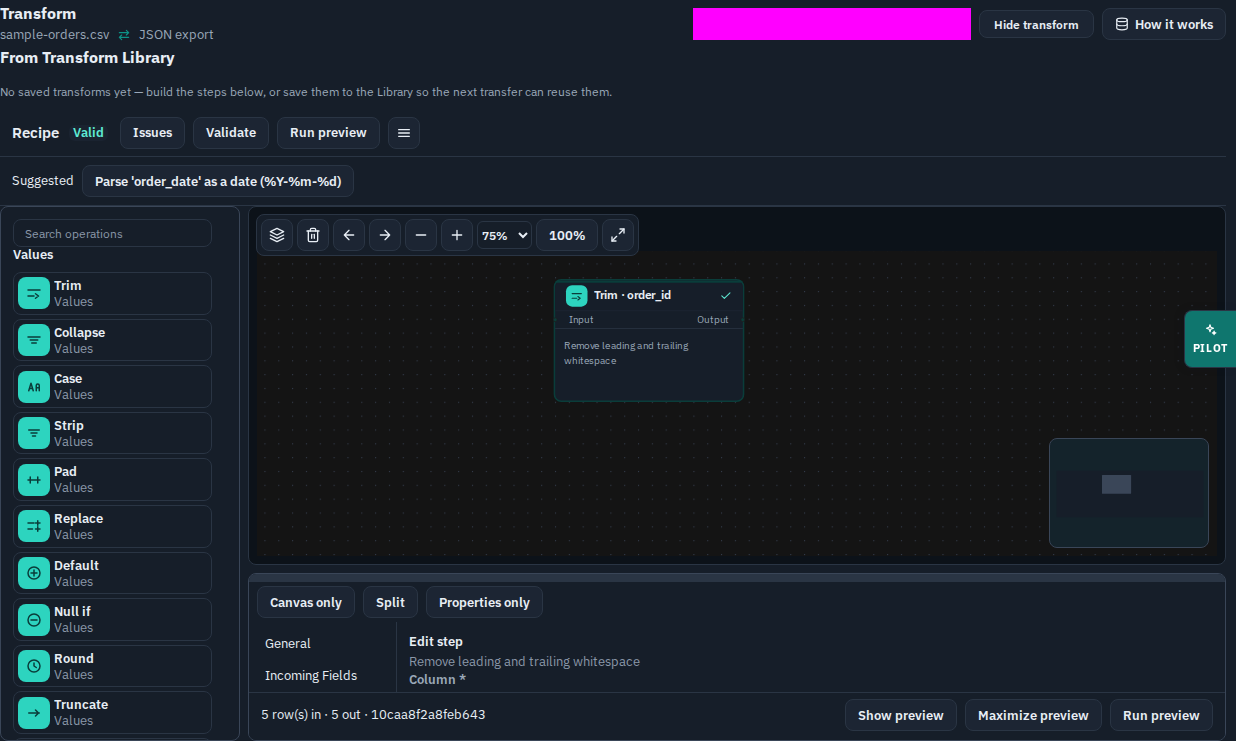 Transform
sample-orders.csv ⇄ JSON export
Hide transform
How it works
From Transform Library
No saved transforms yet — build the steps below, or save them to the Library so the next transfer can reuse them.
Recipe Valid Issues Validate Run preview
Suggested Parse 'order_date' as a date (%Y-%m-%d)
Search operations
Values
Trim
Values
Collapse
Values
Case
Values
Strip
Values
Pad
Values
Replace
Values
Default
Values
Null if
Values
Round
Values
Truncate
75% 100%
Trim · order_id
Input Output
Remove leading and trailing
whitespace
PILOT
Canvas only Split Properties only
General
Incoming Fields
Edit step
Remove leading and trailing whitespace
Column *
5 row(s) in · 5 out · 10caa8f2a8feb643
Show preview Maximize preview Run preview